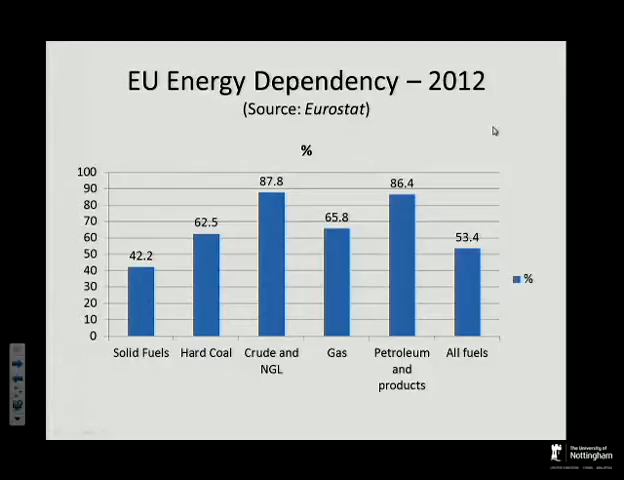 EU Energy Dependency – 2012
(Source: Eurostat)
%
100
90
80
70
60
50
40
30
20
10
0
42.2
62.5
87.8
65.8
86.4
53.4
Solid Fuels
Hard Coal
Crude and
NGL
Gas
Petroleum
and
products
All fuels
%
The University of
Nottingham